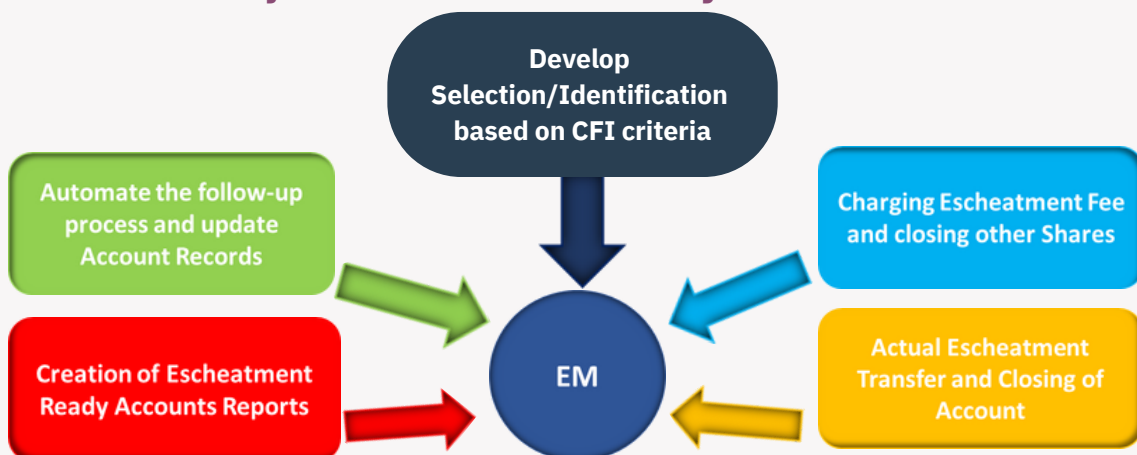 Develop
Selection/Identification
based on CFI criteria
Automate the follow-up
process and update
Account Records
Charging Escheatment Fee
and closing other Shares
Creation of Escheatment
Ready Accounts Reports
EM
Actual Escheatment
Transfer and Closing of
Account